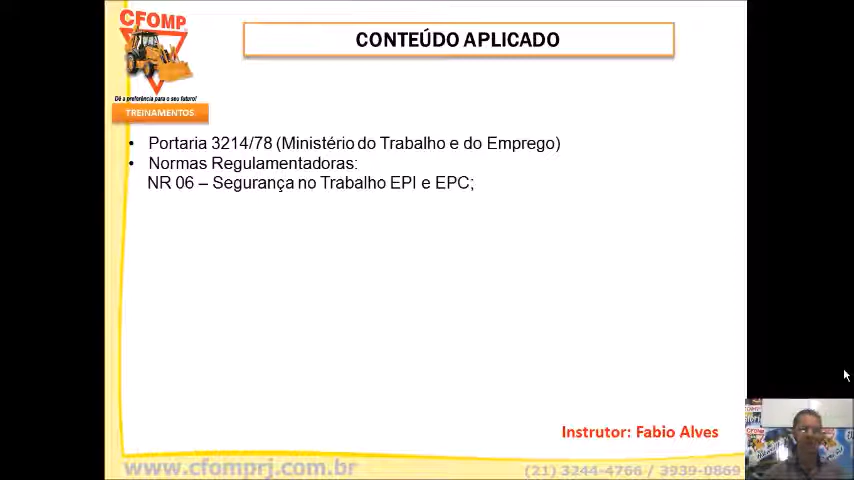 CFOMP
Dê a preferência para o seu futuro!
TREINAMENTOS
CONTEÚDO APLICADO
• Portaria 3214/78 (Ministério do Trabalho e do Emprego)
• Normas Regulamentadoras:
NR 06 – Segurança no Trabalho EPI e EPC;
Instrutor: Fabio Alves
www.cfomprj.com.br
(21) 3244-4766 / 3939-0869